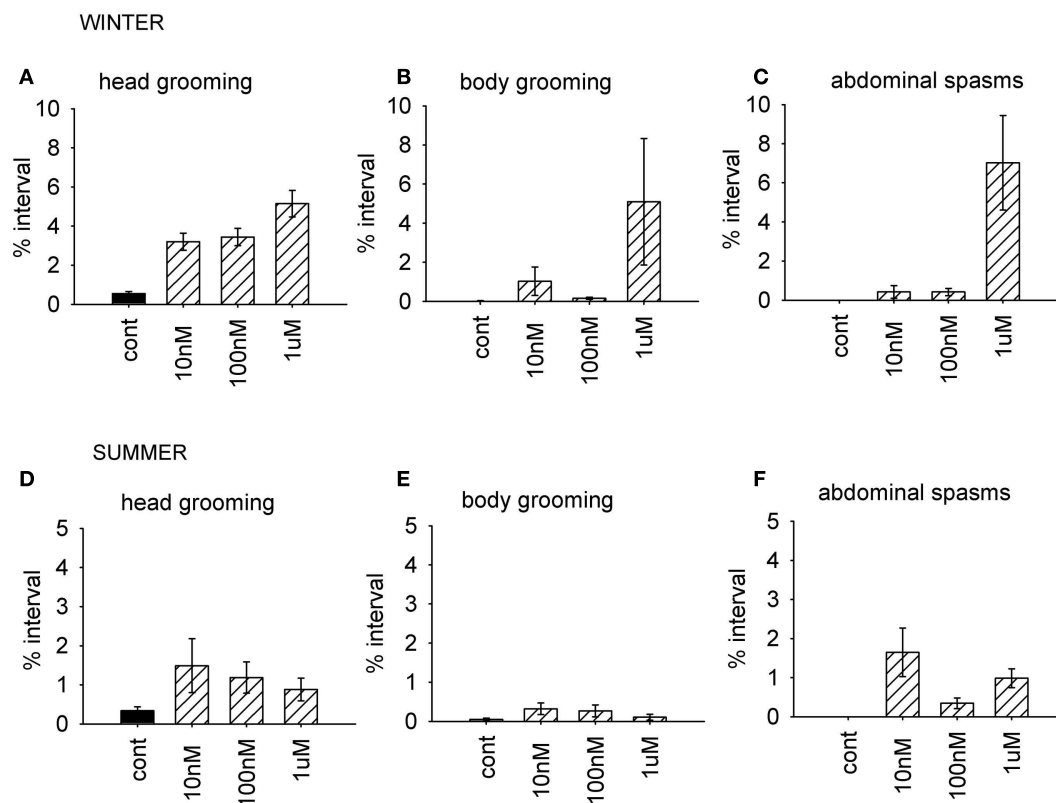 WINTER
A
head grooming
% interval
10
8
6
4
2
0
cont
10nM
100nM
1uM
B
body grooming
% interval
10
8
6
4
2
0
cont
10nM
100nM
1uM
C
abdominal spasms
% interval
10
8
6
4
2
0
cont
10nM
100nM
1uM
SUMMER
D
head grooming
% interval
5
4
3
2
1
0
cont
10nM
100nM
1uM
E
body grooming
% interval
5
4
3
2
1
0
cont
10nM
100nM
1uM
F
abdominal spasms
% interval
5
4
3
2
1
0
cont
10nM
100nM
1uM